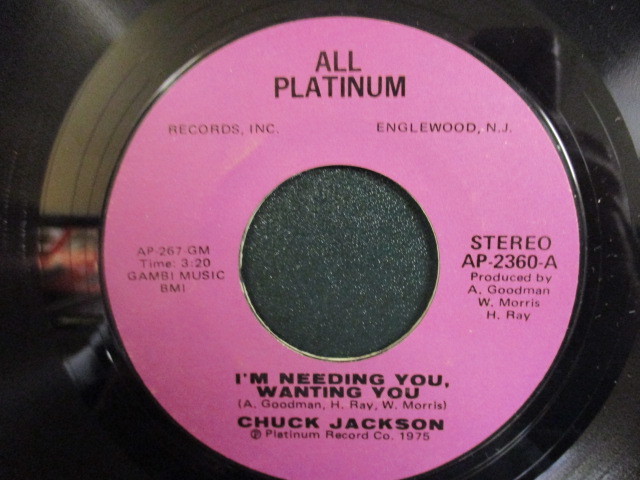 ALL
PLATINUM
RECORDS, INC. ENGLEWOOD, N.J.
AP-267-GM
Time: 3:20
GAMBI MUSIC
BMI
STEREO
AP-2360-A
Produced by
A. Goodman
W. Morris
H. Ray
I'M NEEDING YOU,
WANTING YOU
(A. Goodman, H. Ray, W. Morris)
CHUCK JACKSON
℗ Platinum Record Co. 1975